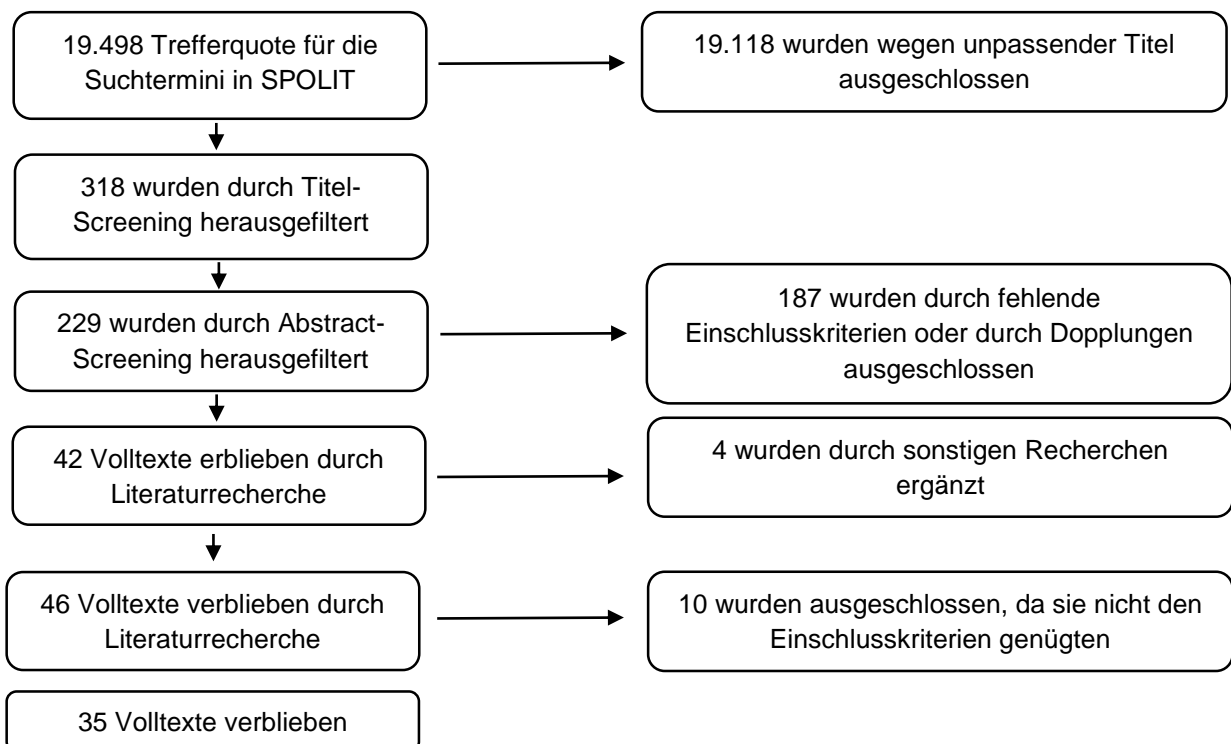 19.498 Trefferquote für die
Suchtermini in SPOLIT
19.118 wurden wegen unpassender Titel
ausgeschlossen
318 wurden durch Titel-
Screening herausgefiltert
229 wurden durch Abstract-
Screening herausgefiltert
187 wurden durch fehlende
Einschlusskriterien oder durch Dopplungen
ausgeschlossen
42 Volltexte erblieben durch
Literaturrecherche
4 wurden durch sonstigen Recherchen
ergänzt
46 Volltexte verblieben durch
Literaturrecherche
10 wurden ausgeschlossen, da sie nicht den
Einschlusskriterien genügten
35 Volltexte verblieben